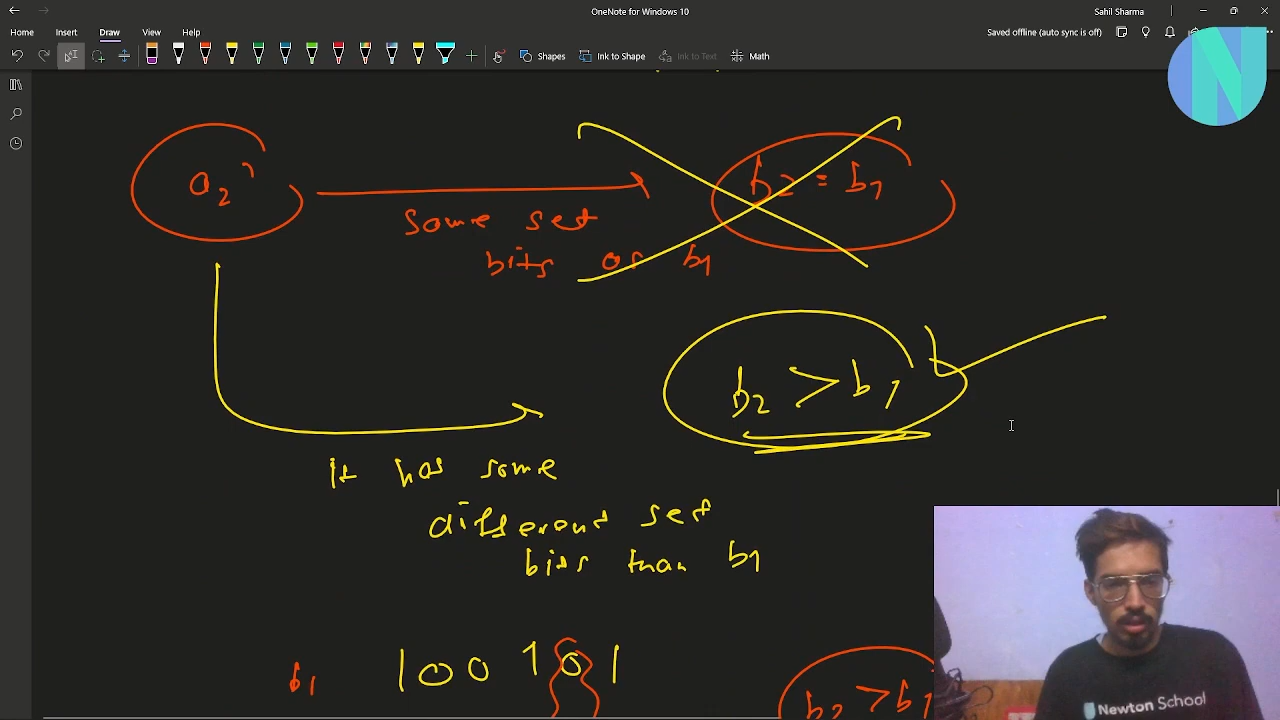 OneNote for Windows 10
Sahil Sharma
Home Insert Draw View Help
Saved offline (auto sync is off)
Shapes Ink to Shape Ink to Text Math
a2
b2 = b1
some set
bits as b1
b2 > b1
It has some
different set
bits than b1
b1 100101
b2 > b1
Newton School